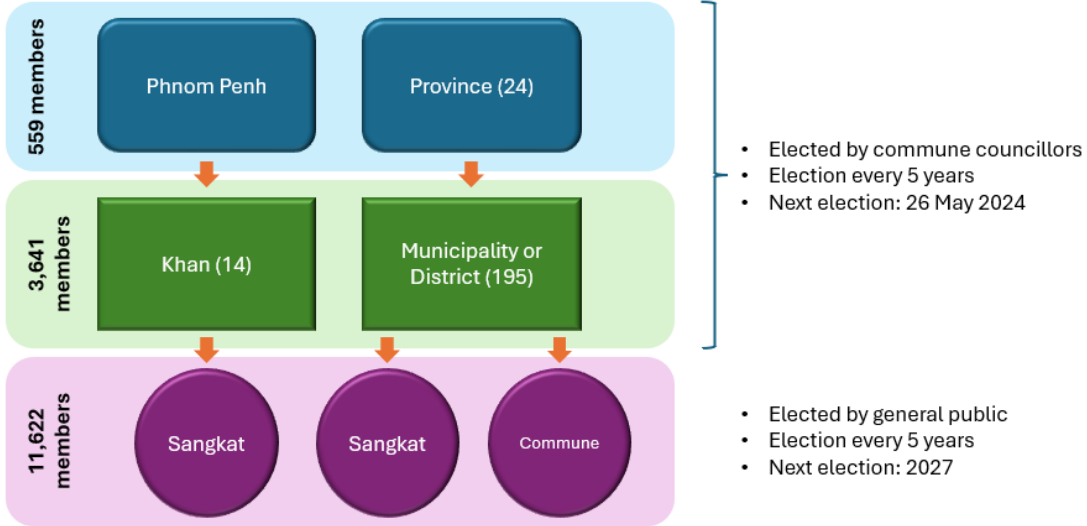 559 members
Phnom Penh
Province (24)
• Elected by commune councillors
• Election every 5 years
• Next election: 26 May 2024
3,641
members
Khan (14)
Municipality or
District (195)
11,622
members
Sangkat
Sangkat
Commune
• Elected by general public
• Election every 5 years
• Next election: 2027